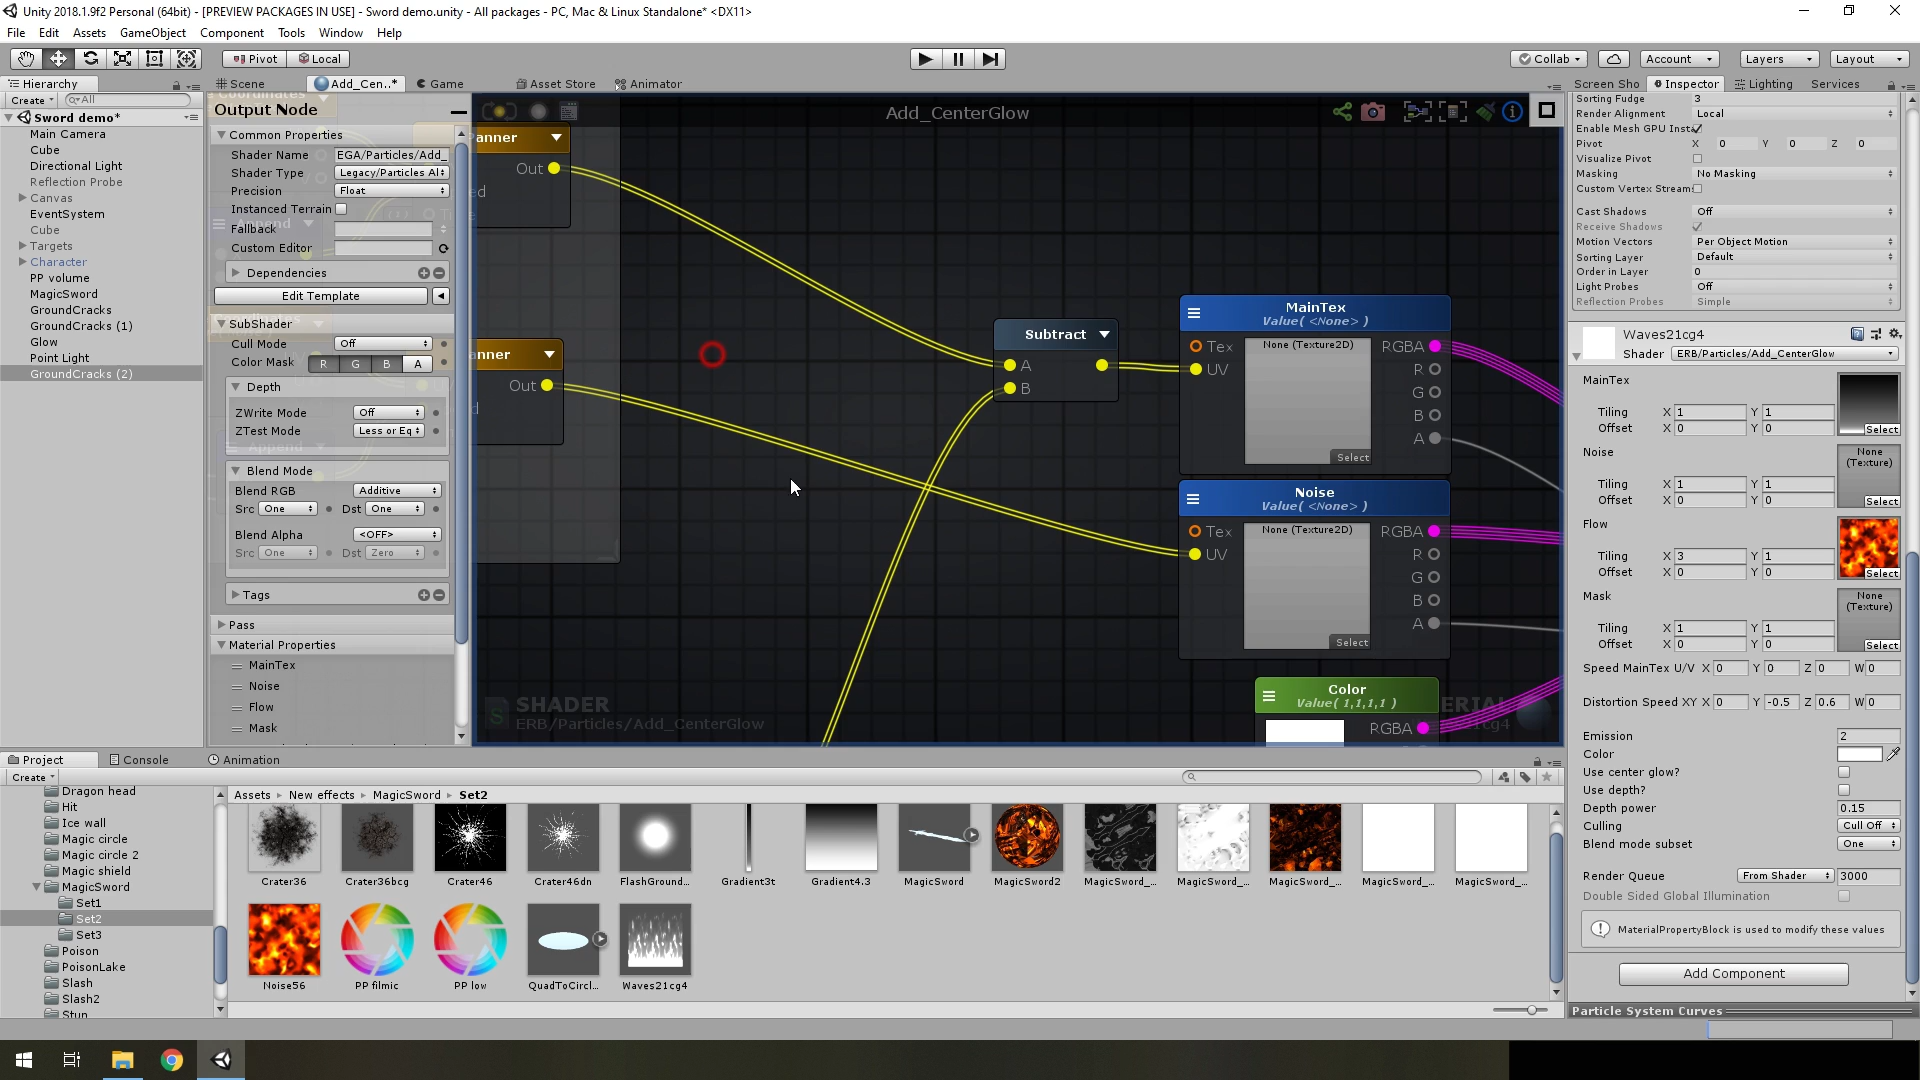 Unity 2018.1.9f2 Personal (64bit) - [PREVIEW PACKAGES IN USE] - Sword demo.unity - All packages - PC, Mac & Linux Standalone* <DX11>
File Edit Assets GameObject Component Tools Window Help
Pivot Local
Collab Account Layers Layout
Hierarchy
Create All
Sword demo*
Main Camera
Cube
Directional Light
Reflection Probe
Canvas
EventSystem
Cube
Targets
Character
PP volume
MagicSword
GroundCracks
GroundCracks (1)
Glow
Point Light
GroundCracks (2)
Scene Add_Cen..* Game Asset Store Animator
Output Node
Common Properties
Shader Name EGA/Particles/Add_
Shader Type Legacy/Particles Al
Precision Float
Instanced Terrain
Fallback
Custom Editor
Dependencies
Edit Template
SubShader
Cull Mode Off
Color Mask R G B A
Depth
ZWrite Mode Off
ZTest Mode Less or Eq
Blend Mode
Blend RGB Additive
Src One Dst One
Blend Alpha <OFF>
Src One Dst Zero
Tags
Pass
Material Properties
MainTex
Noise
Flow
Mask
Append
Append
Add_CenterGlow
anner
Out
ed
anner
Out
d
Subtract
A
B
MainTex
Value( <None> )
Tex None (Texture2D) RGBA
UV R
G
B
A
Select
Noise
Value( <None> )
Tex None (Texture2D) RGBA
UV R
G
B
A
Select
Color
Value( 1,1,1,1 )
RGBA
SHADER
ERB/Particles/Add_CenterGlow
ERIAL
cg4
Screen Sho Inspector Lighting Services
Sorting Fudge 3
Render Alignment Local
Enable Mesh GPU Insta
Pivot X 0 Y 0 Z 0
Visualize Pivot
Masking No Masking
Custom Vertex Streams
Cast Shadows Off
Receive Shadows
Motion Vectors Per Object Motion
Sorting Layer Default
Order in Layer 0
Light Probes Off
Reflection Probes Simple
Waves21cg4
Shader ERB/Particles/Add_CenterGlow
MainTex
Tiling X 1 Y 1
Offset X 0 Y 0
Select
Noise None (Texture)
Tiling X 1 Y 1
Offset X 0 Y 0
Select
Flow
Tiling X 3 Y 1
Offset X 0 Y 0
Select
Mask None (Texture)
Tiling X 1 Y 1
Offset X 0 Y 0
Select
Speed MainTex U/V X 0 Y 0 Z 0 W 0
Distortion Speed XY X 0 Y -0.5 Z 0.6 W 0
Emission 2
Color
Use center glow?
Use depth?
Depth power 0.15
Culling Cull Off
Blend mode subset One
Render Queue From Shader 3000
Double Sided Global Illumination
MaterialPropertyBlock is used to modify these values
Add Component
Particle System Curves
Project Console Animation
Create
Dragon head
Hit
Ice wall
Magic circle
Magic circle 2
Magic shield
MagicSword
Set1
Set2
Set3
Poison
PoisonLake
Slash
Slash2
Stun
Assets New effects MagicSword Set2
Crater36 Crater36bcg Crater46 Crater46dn FlashGround... Gradient3t Gradient4.3 MagicSword MagicSword2 MagicSword_... MagicSword_... MagicSword_... MagicSword_... MagicSword_...
Noise56 PP filmic PP low QuadToCircl... Waves21cg4